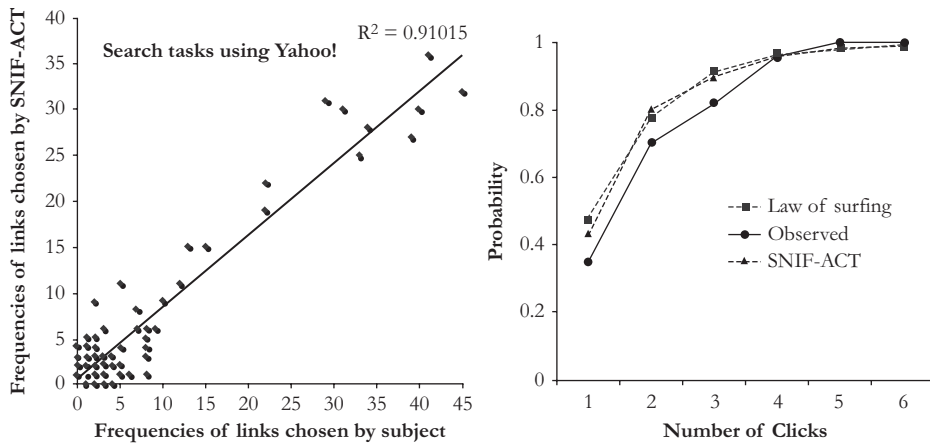 Search tasks using Yahoo!
R² = 0.91015
Frequencies of links chosen by SNIF-ACT
40
35
30
25
20
15
10
5
0
0 5 10 15 20 25 30 35 40 45
Frequencies of links chosen by subject
Probability
1
0.8
0.6
0.4
0.2
0
Law of surfing
Observed
SNIF-ACT
1 2 3 4 5 6
Number of Clicks